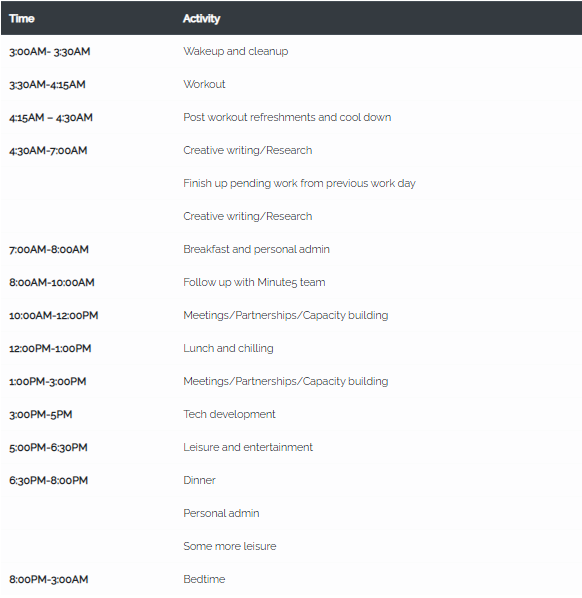 Time Activity
3:00AM- 3:30AM Wakeup and cleanup
3:30AM-4:15AM Workout
4:15AM – 4:30AM Post workout refreshments and cool down
4:30AM-7:00AM Creative writing/Research
Finish up pending work from previous work day
Creative writing/Research
7:00AM-8:00AM Breakfast and personal admin
8:00AM-10:00AM Follow up with Minute5 team
10:00AM-12:00PM Meetings/Partnerships/Capacity building
12:00PM-1:00PM Lunch and chilling
1:00PM-3:00PM Meetings/Partnerships/Capacity building
3:00PM-5PM Tech development
5:00PM-6:30PM Leisure and entertainment
6:30PM-8:00PM Dinner
Personal admin
Some more leisure
8:00PM-3:00AM Bedtime